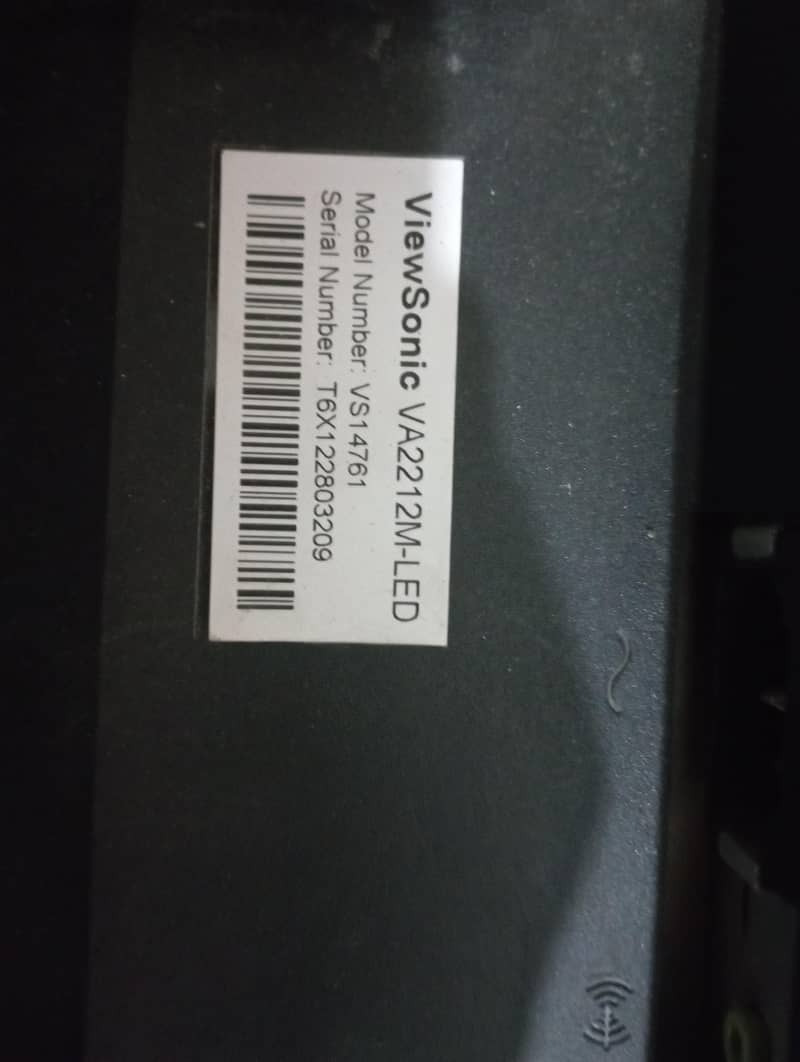 ViewSonic VA2212M-LED
Model Number: VS14761
Serial Number: T6X122803209